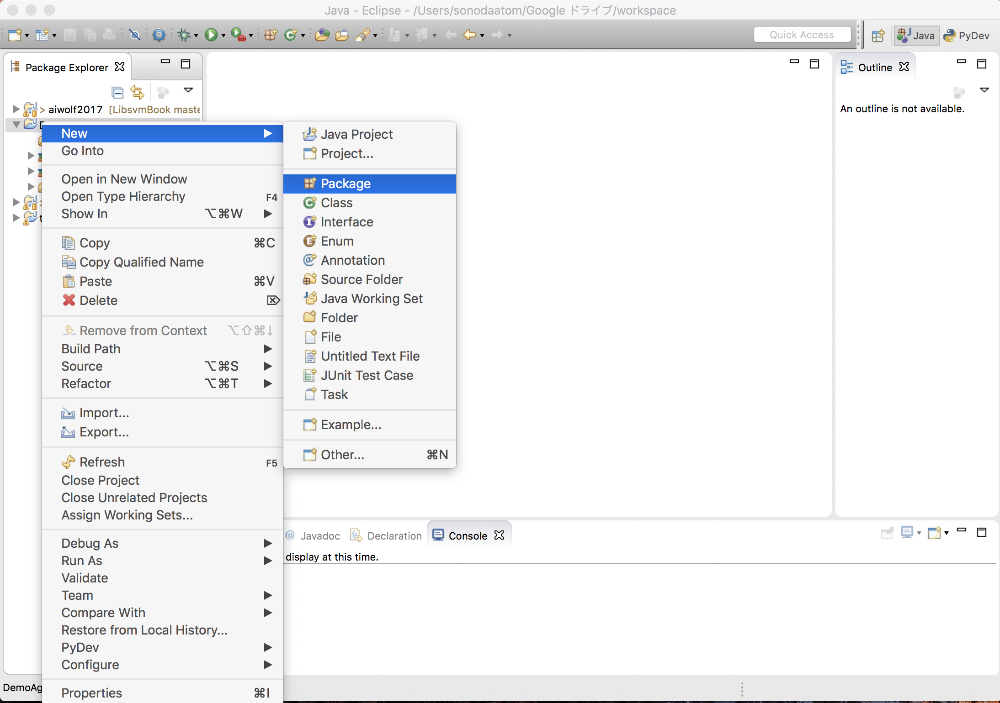 Java - Eclipse - /Users/sonodaatom/Google ドライブ/workspace
Quick Access
Java
PyDev
Package Explorer
> aiwolf2017 [LibsvmBook maste
New
Go Into
Open in New Window
Open Type Hierarchy F4
Show In ⌥⌘W
Copy ⌘C
Copy Qualified Name
Paste ⌘V
Delete ⌦
Remove from Context ⌥⇧⌘↓
Build Path
Source ⌥⌘S
Refactor ⌥⌘T
Import...
Export...
Refresh F5
Close Project
Close Unrelated Projects
Assign Working Sets...
Debug As
Run As
Validate
Team
Compare With
Restore from Local History...
PyDev
Configure
Properties ⌘I
Java Project
Project...
Package
Class
Interface
Enum
Annotation
Source Folder
Java Working Set
Folder
File
Untitled Text File
JUnit Test Case
Task
Example...
Other... ⌘N
Outline
An outline is not available.
Javadoc
Declaration
Console
display at this time.
DemoAg